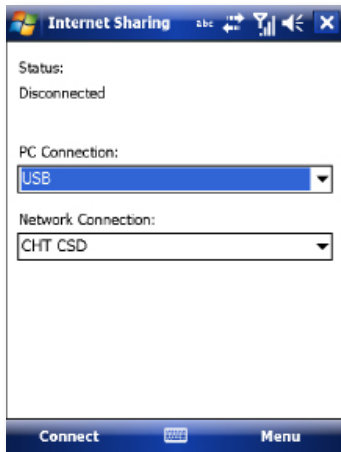 Internet Sharing abc
Status:
Disconnected
PC Connection:
USB
Network Connection:
CHT CSD
Connect Menu